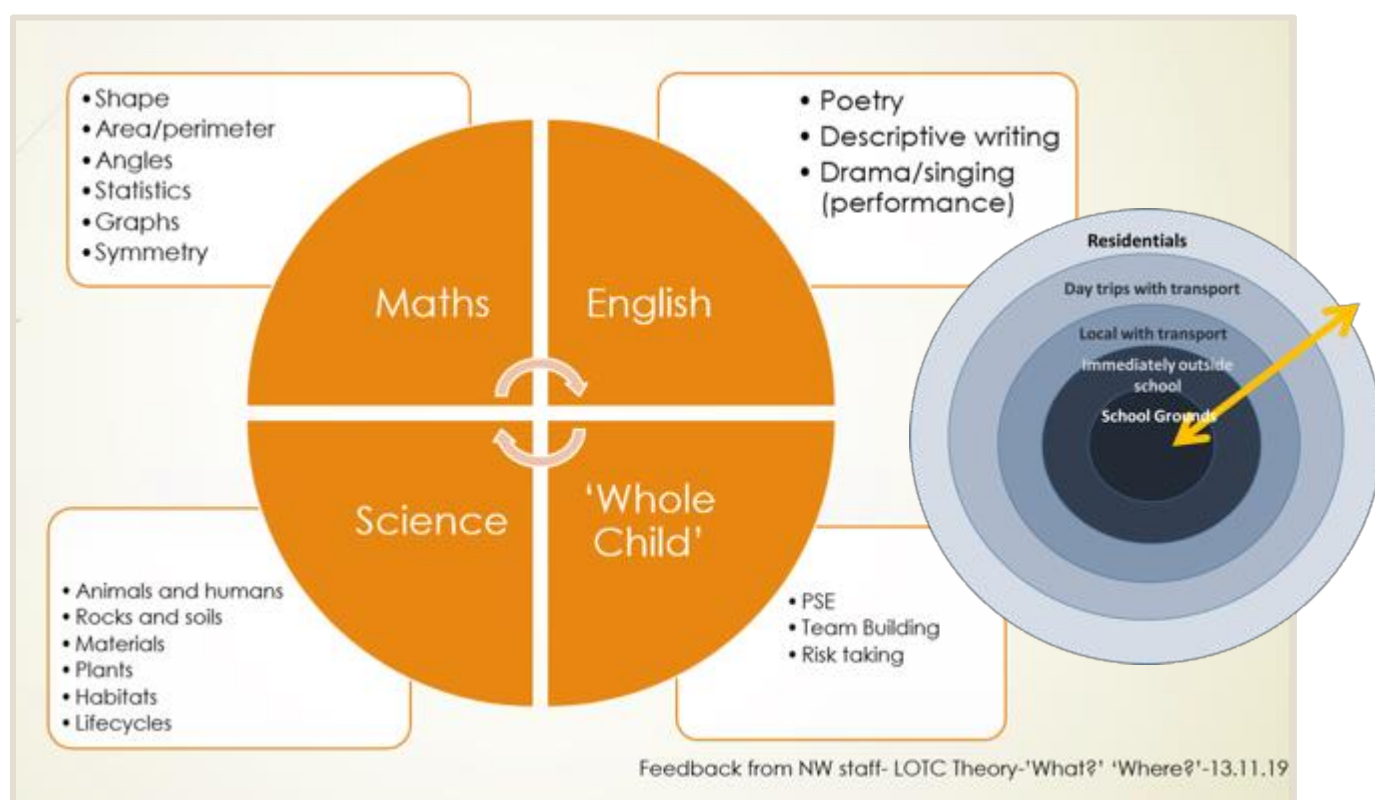 •Shape
•Area/perimeter
•Angles
•Statistics
•Graphs
•Symmetry
• Poetry
• Descriptive writing
• Drama/singing
(performance)
Maths
English
Science
‘Whole
Child’
• Animals and humans
• Rocks and soils
• Materials
• Plants
• Habitats
• Lifecycles
• PSE
• Team Building
• Risk taking
Residentials
Day trips with transport
Local with transport
Immediately outside
school
School Grounds
Feedback from NW staff- LOTC Theory-’What?’ ‘Where?’-13.11.19